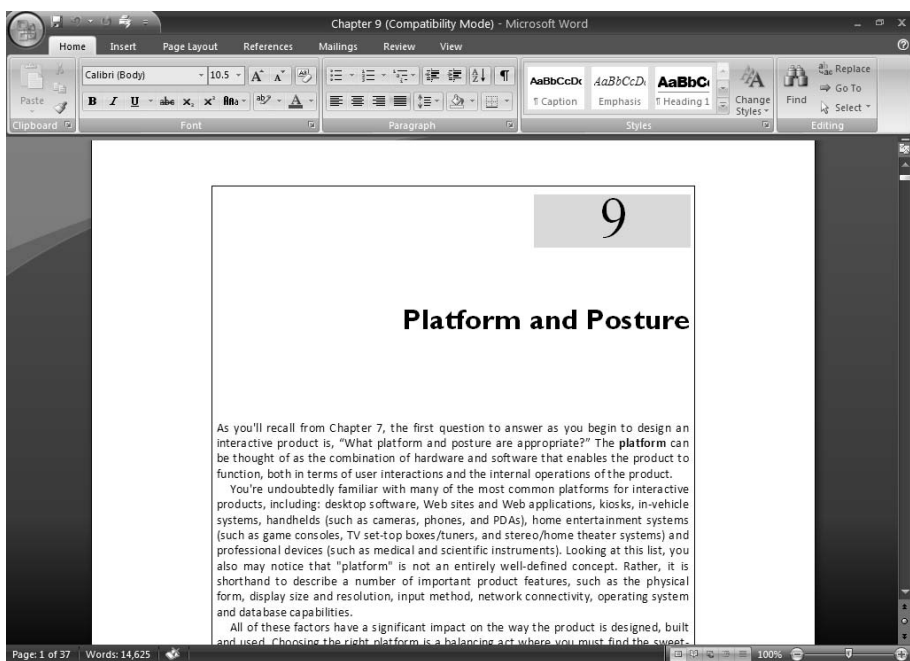 Chapter 9 (Compatibility Mode) - Microsoft Word
Home Insert Page Layout References Mailings Review View
Calibri (Body) 10.5 A A Aa
AaBbCcDc AaBbCcDc AaBbC
Replace
Go To
Select
Paste
B I U abc X₂ X² Aa ab A
¶ Caption Emphasis ¶ Heading 1
Change
Styles
Find
Clipboard Font Paragraph Styles Editing
9
Platform and Posture
As you'll recall from Chapter 7, the first question to answer as you begin to design an
interactive product is, “What platform and posture are appropriate?” The platform can
be thought of as the combination of hardware and software that enables the product to
function, both in terms of user interactions and the internal operations of the product.
You're undoubtedly familiar with many of the most common platforms for interactive
products, including: desktop software, Web sites and Web applications, kiosks, in-vehicle
systems, handhelds (such as cameras, phones, and PDAs), home entertainment systems
(such as game consoles, TV set-top boxes/tuners, and stereo/home theater systems) and
professional devices (such as medical and scientific instruments). Looking at this list, you
also may notice that "platform" is not an entirely well-defined concept. Rather, it is
shorthand to describe a number of important product features, such as the physical
form, display size and resolution, input method, network connectivity, operating system
and database capabilities.
All of these factors have a significant impact on the way the product is designed, built
and used. Choosing the right platform is a balancing act where you must find the sweet-
Page: 1 of 37 Words: 14,625 100%